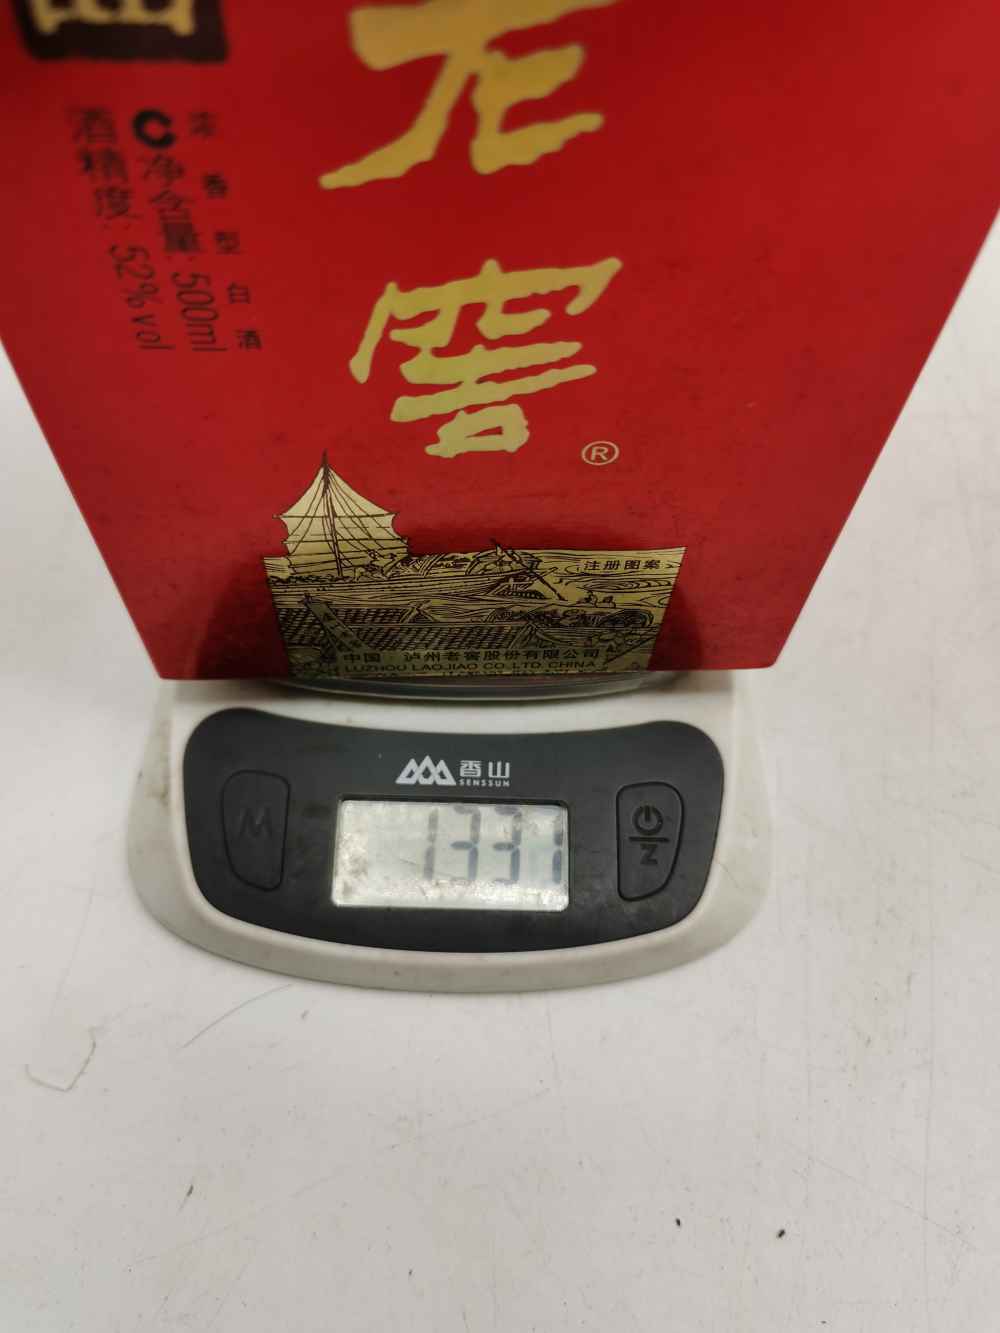 老
窖
®
浓香型白酒
净含量:500ml
酒精度:52%vol
注册图案
中国·泸州老窖股份有限公司
LUZHOU LAOJIAO CO.,LTD.CHINA
香山
SENSSUN
M
1331
N